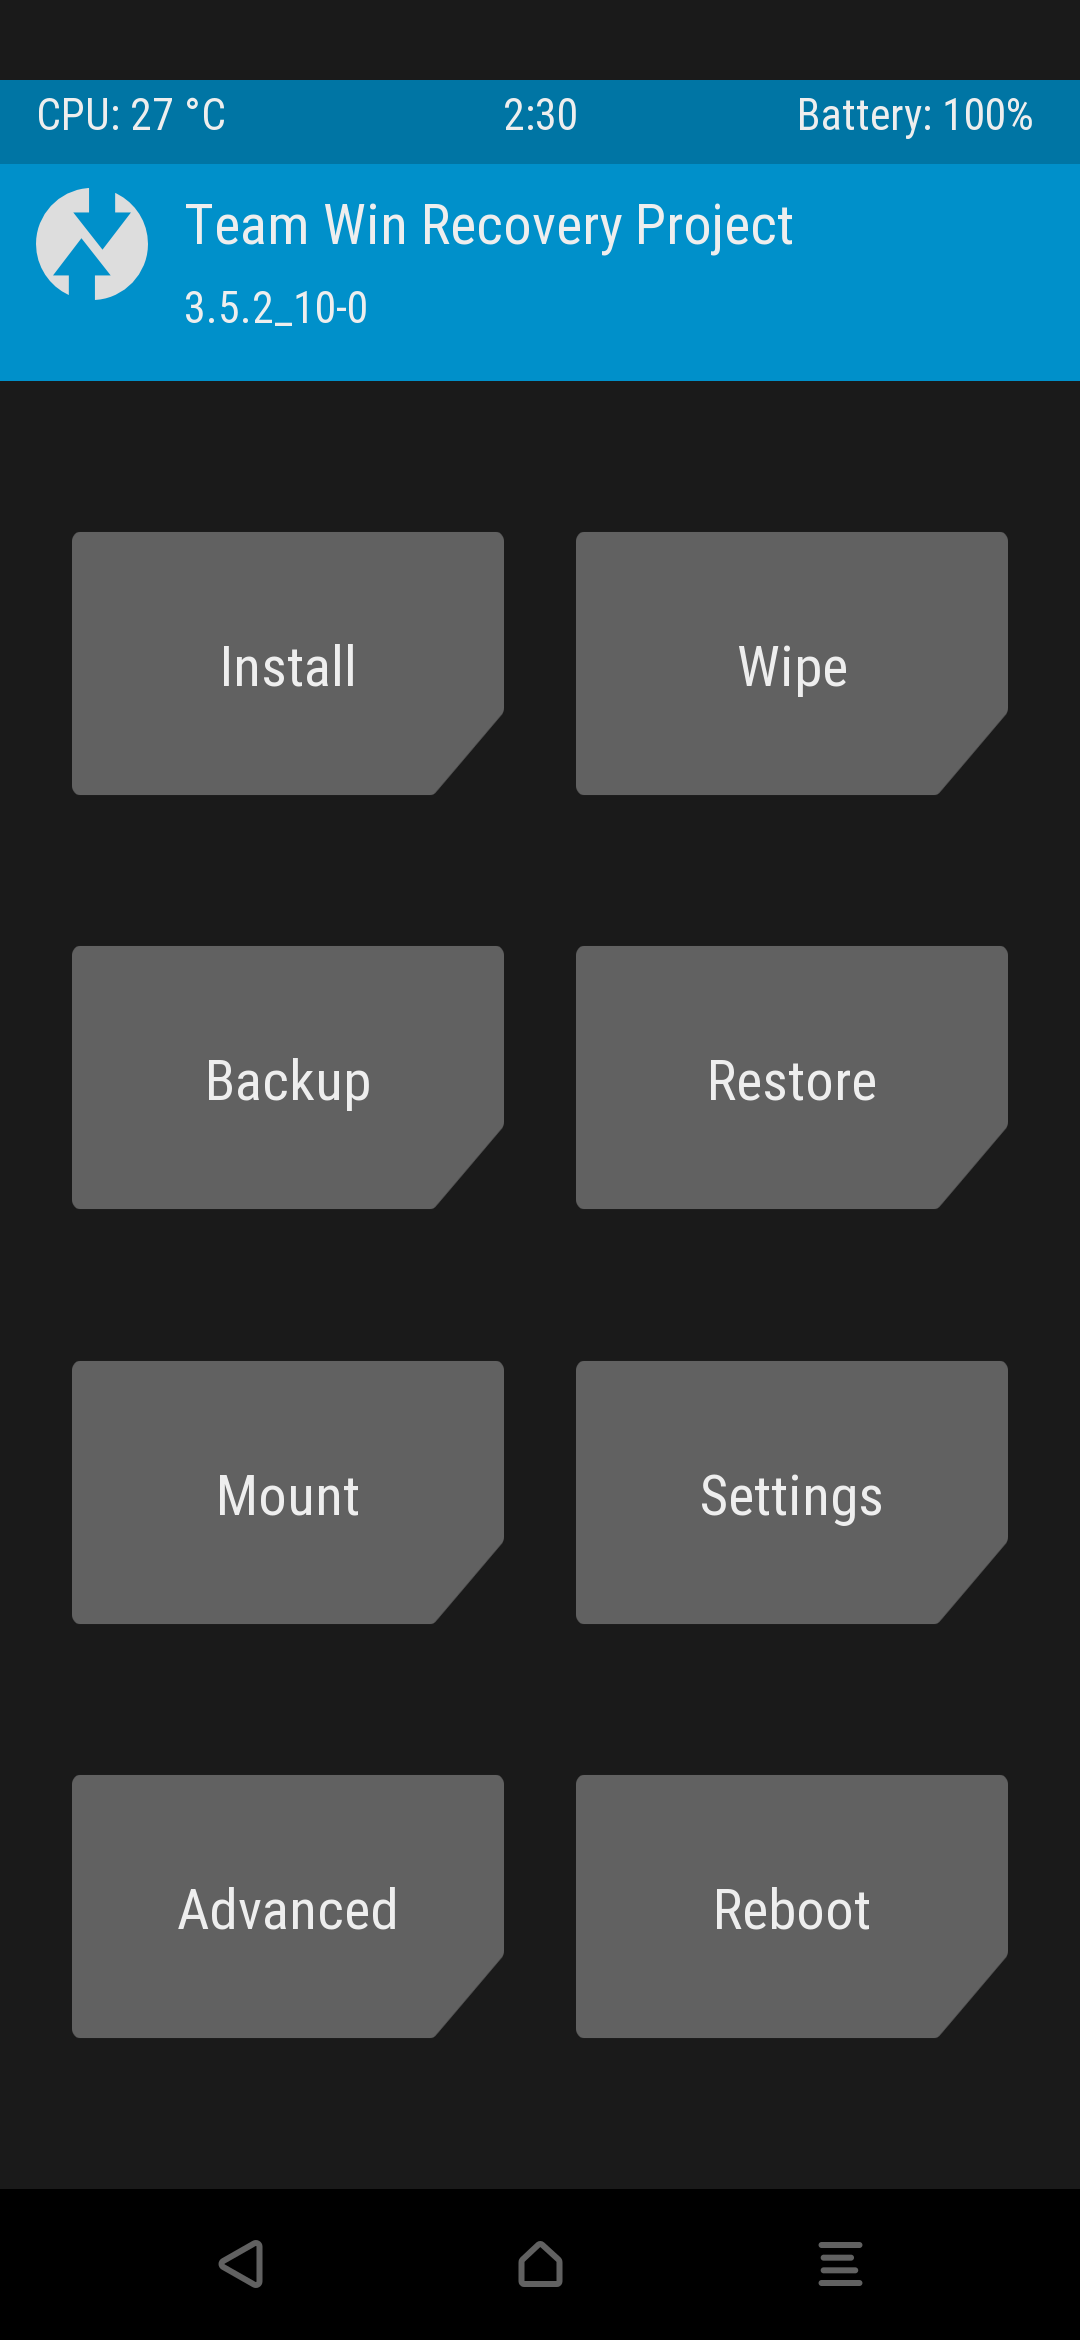 CPU: 27 °C 2:30 Battery: 100%
Team Win Recovery Project
3.5.2_10-0
Install Wipe
Backup Restore
Mount Settings
Advanced Reboot